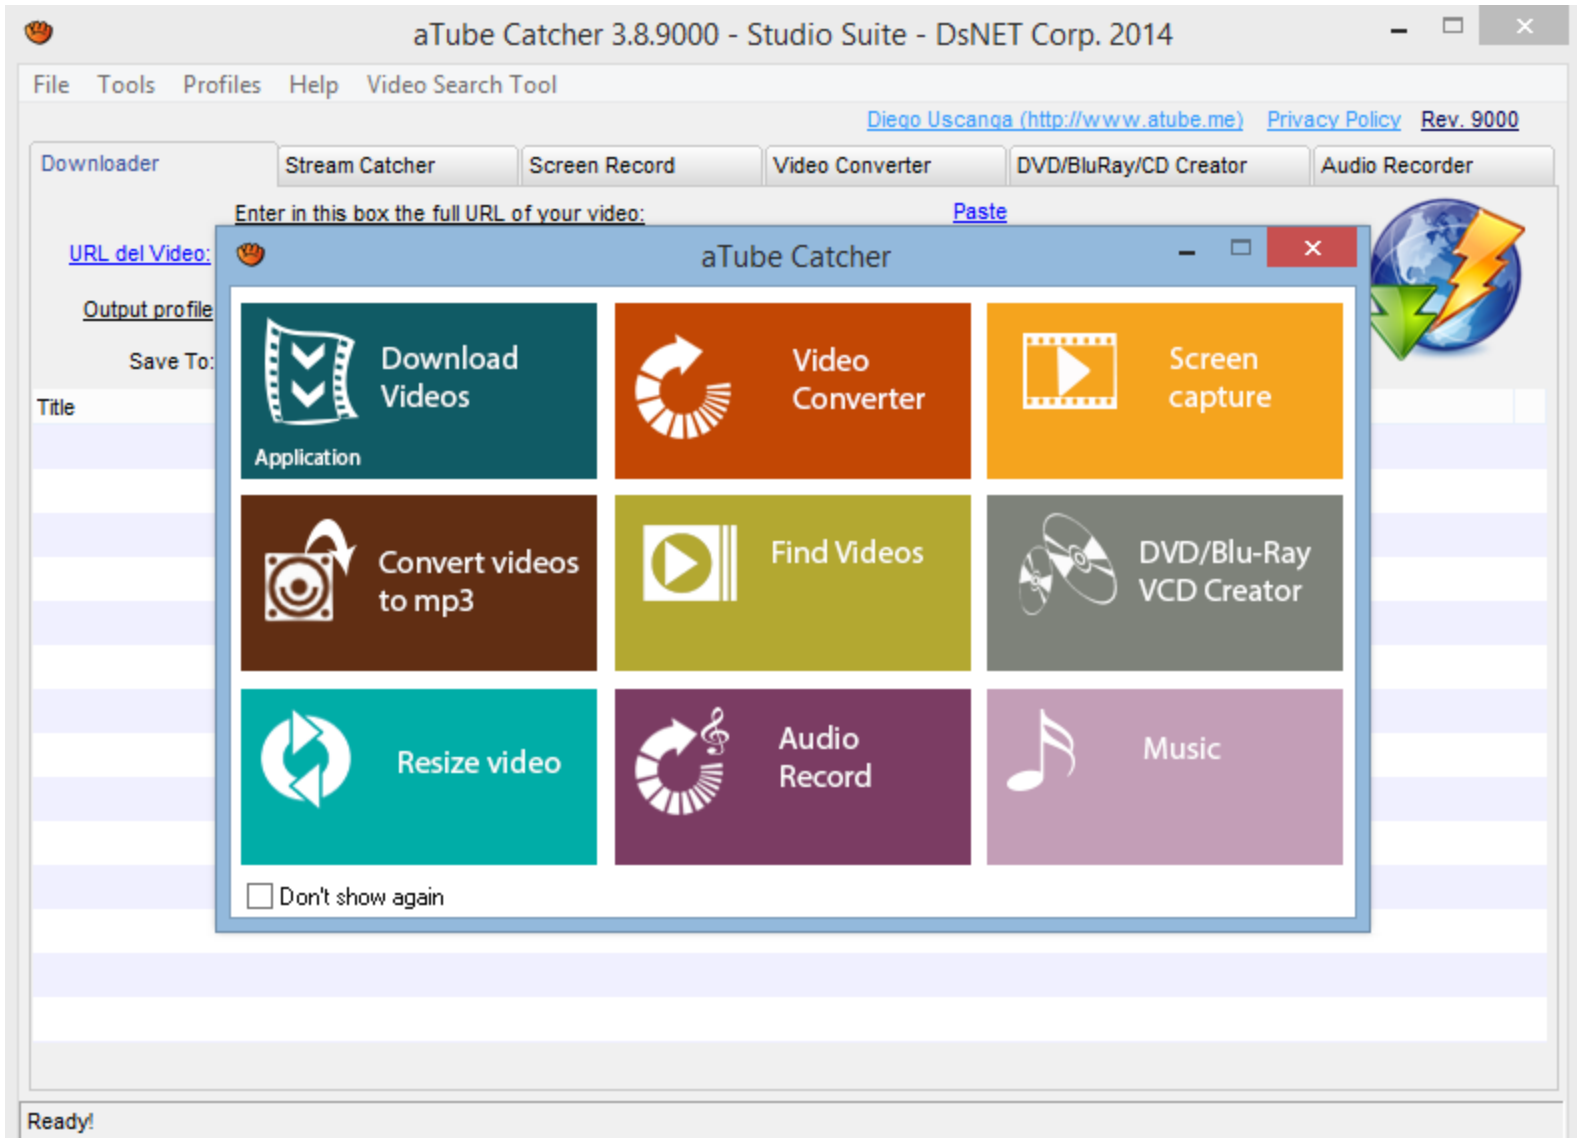 aTube Catcher 3.8.9000 - Studio Suite - DsNET Corp. 2014
File Tools Profiles Help Video Search Tool
Diego Uscanga (http://www.atube.me) Privacy Policy Rev. 9000
Downloader Stream Catcher Screen Record Video Converter DVD/BluRay/CD Creator Audio Recorder
Enter in this box the full URL of your video: Paste
URL del Video:
Output profile
Save To:
Title
aTube Catcher
Download
Videos
Application
Video
Converter
Screen
capture
Convert videos
to mp3
Find Videos
DVD/Blu-Ray
VCD Creator
Resize video
Audio
Record
Music
Don't show again
Ready!